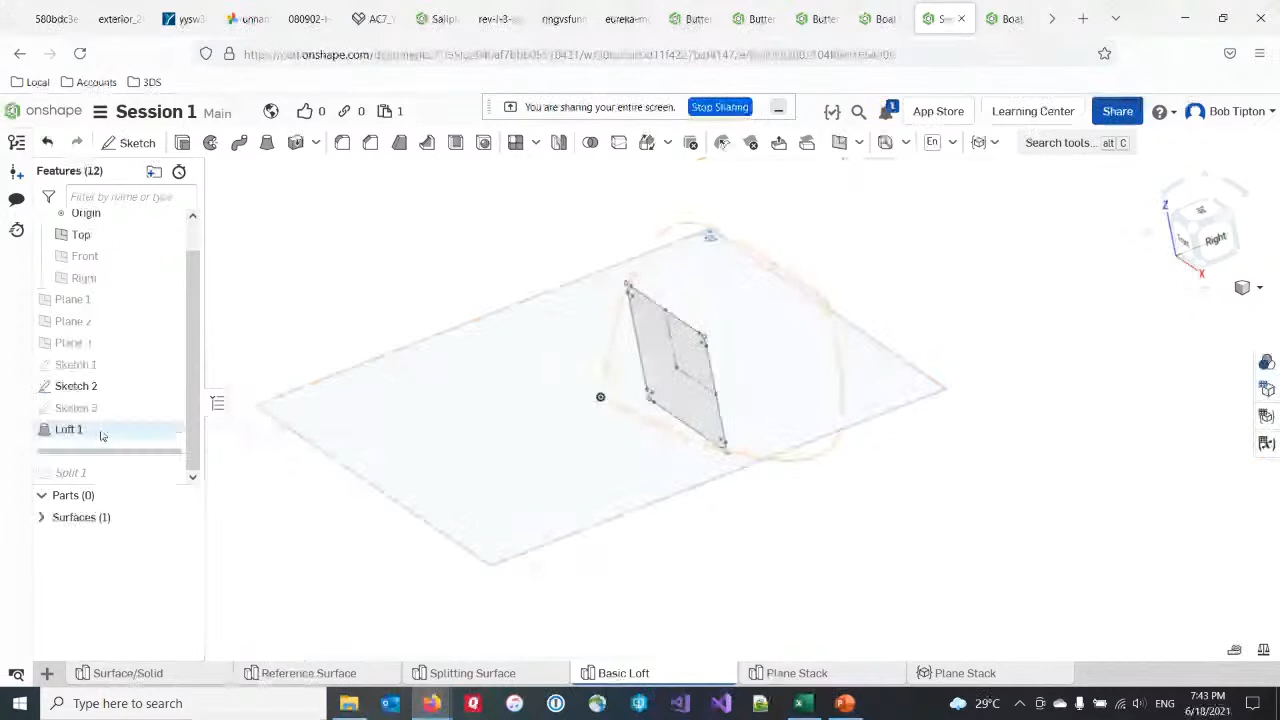 580bdc3e
exterior_2
yysw3
080902-H
AC7_
Sailpl
rev-l-3-
eureka-m
Butter
Butter
Butter
Boat
Boat
Local
Accounts
3DS
onshape
Session 1 Main
0
0
1
You are sharing your entire screen.
Stop Sharing
1
App Store
Learning Center
Share
Bob Tipton
Sketch
En
Search tools...
alt C
Features (12)
Filter by name or type
Origin
Top
Front
Right
Plane 1
Plane 2
Sketch 1
Sketch 2
Sketch 3
Loft 1
Split 1
Parts (0)
Surfaces (1)
Z
Right
X
Surface/Solid
Reference Surface
Splitting Surface
Basic Loft
Plane Stack
Plane Stack
Type here to search
29°C
ENG
7:43 PM
6/18/2021